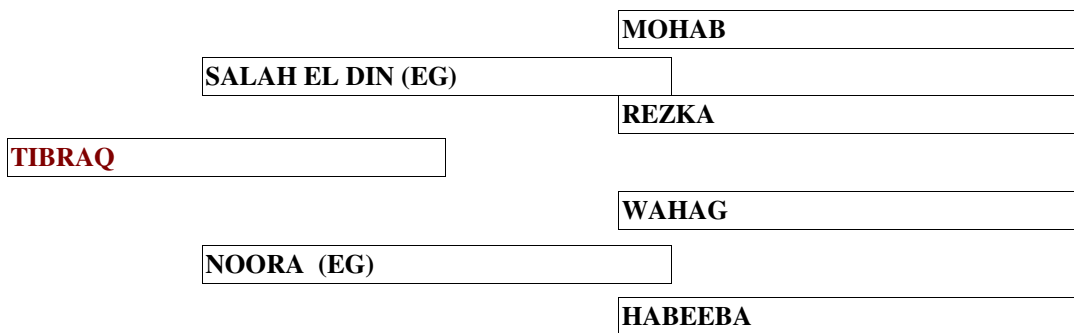 MOHAB
SALAH EL DIN (EG)
REZKA
TIBRAQ
WAHAG
NOORA (EG)
HABEEBA